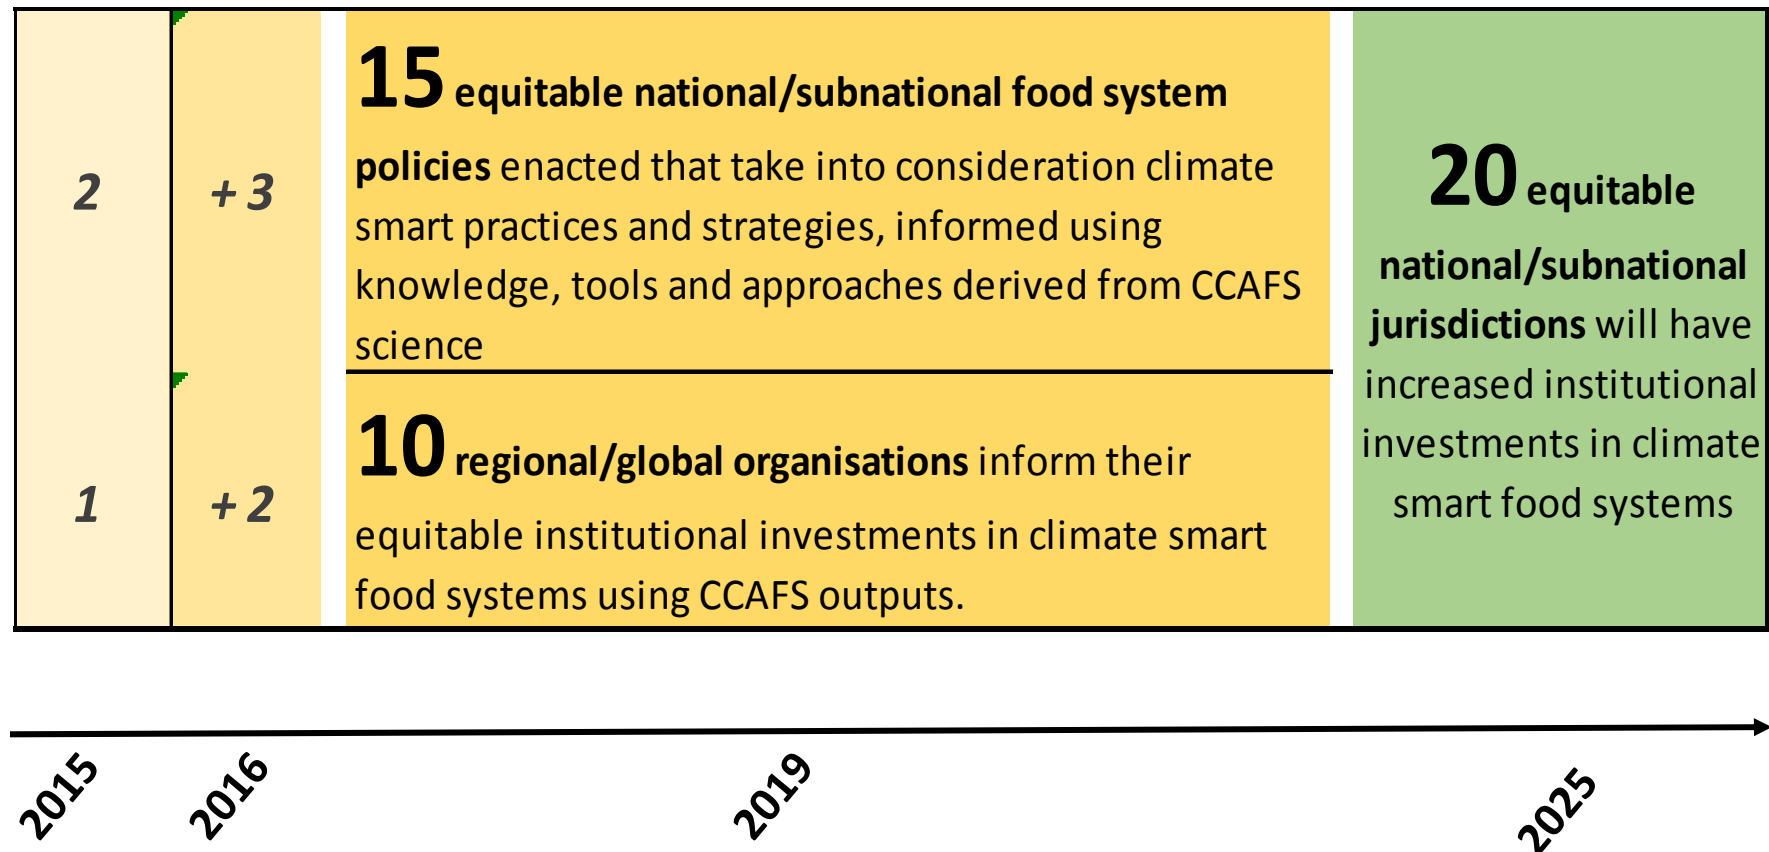 2
+ 3
15 equitable national/subnational food system
policies enacted that take into consideration climate
smart practices and strategies, informed using
knowledge, tools and approaches derived from CCAFS
science
1
+ 2
10 regional/global organisations inform their
equitable institutional investments in climate smart
food systems using CCAFS outputs.
20 equitable
national/subnational
jurisdictions will have
increased institutional
investments in climate
smart food systems
2015
2016
2019
2025